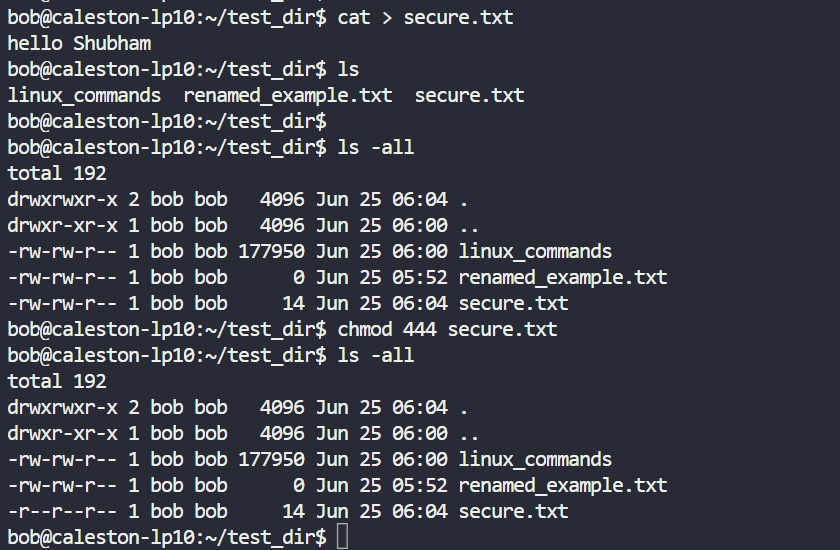 bob@caleston-lp10:~/test_dir$ cat > secure.txt
hello Shubham
bob@caleston-lp10:~/test_dir$ ls
linux_commands  renamed_example.txt  secure.txt
bob@caleston-lp10:~/test_dir$
bob@caleston-lp10:~/test_dir$ ls -all
total 192
drwxrwxr-x 2 bob bob   4096 Jun 25 06:04 .
drwxr-xr-x 1 bob bob   4096 Jun 25 06:00 ..
-rw-rw-r-- 1 bob bob 177950 Jun 25 06:00 linux_commands
-rw-rw-r-- 1 bob bob      0 Jun 25 05:52 renamed_example.txt
-rw-rw-r-- 1 bob bob     14 Jun 25 06:04 secure.txt
bob@caleston-lp10:~/test_dir$ chmod 444 secure.txt
bob@caleston-lp10:~/test_dir$ ls -all
total 192
drwxrwxr-x 2 bob bob   4096 Jun 25 06:04 .
drwxr-xr-x 1 bob bob   4096 Jun 25 06:00 ..
-rw-rw-r-- 1 bob bob 177950 Jun 25 06:00 linux_commands
-rw-rw-r-- 1 bob bob      0 Jun 25 05:52 renamed_example.txt
-r--r--r-- 1 bob bob     14 Jun 25 06:04 secure.txt
bob@caleston-lp10:~/test_dir$